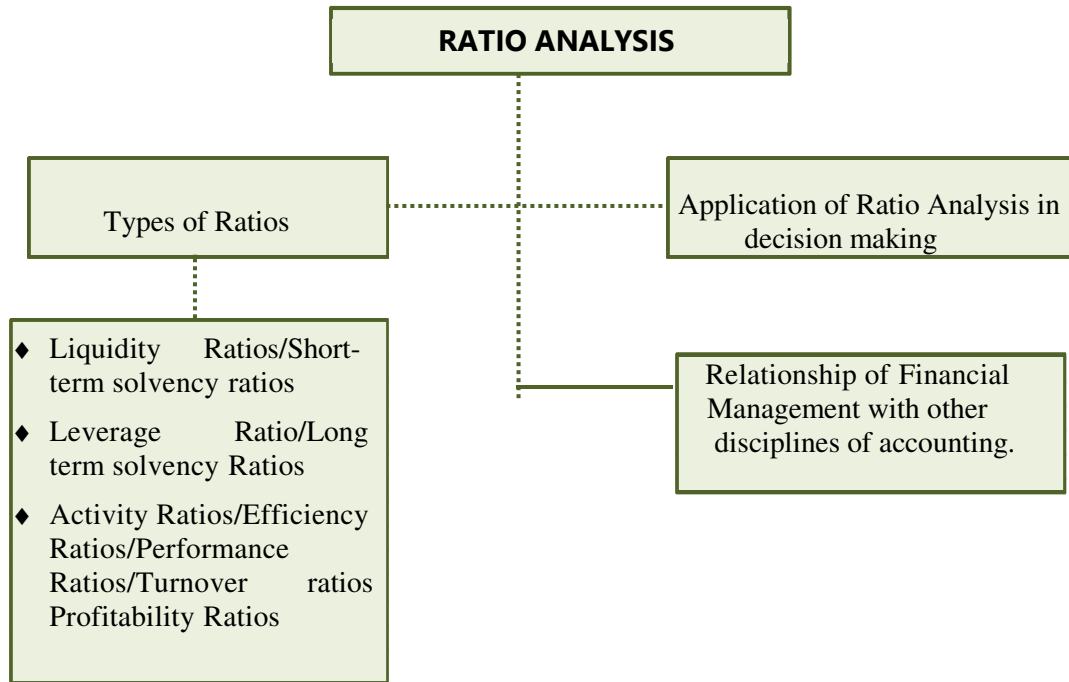 RATIO ANALYSIS
Types of Ratios
Application of Ratio Analysis in
decision making
♦ Liquidity Ratios/Short-
term solvency ratios
♦ Leverage Ratio/Long
term solvency Ratios
♦ Activity Ratios/Efficiency
Ratios/Performance
Ratios/Turnover ratios
Profitability Ratios
Relationship of Financial
Management with other
disciplines of accounting.